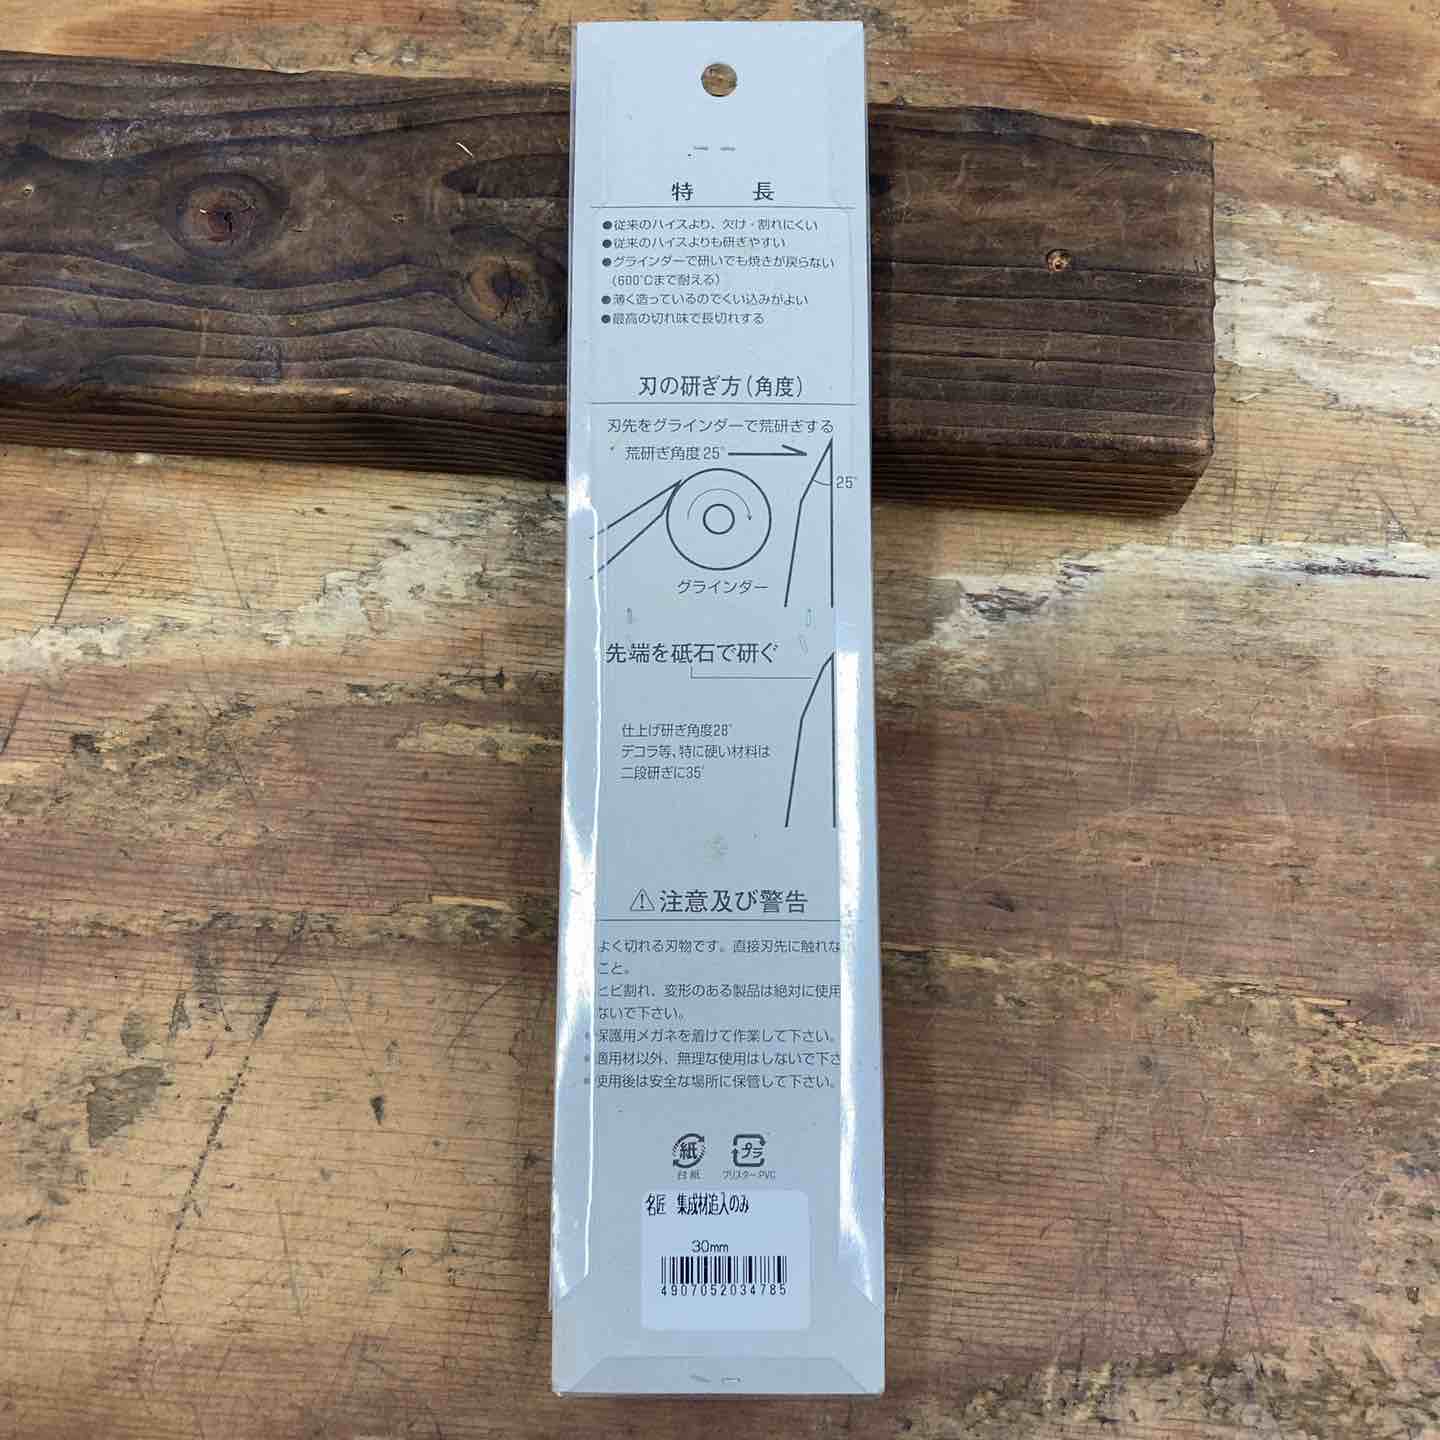 特　長
●従来のハイスより、欠け・割れにくい
●従来のハイスよりも研ぎやすい
●グラインダーで研いでも焼きが戻らない
(600℃まで耐える)
●薄く造っているのでくい込みがよい
●最高の切れ味で長切れする
刃の研ぎ方(角度)
刃先をグラインダーで荒研ぎする
荒研ぎ角度25°
25°
グラインダー
先端を砥石で研ぐ
仕上げ研ぎ角度28°
デコラ等、特に硬い材料は
二段研ぎに35°
⚠注意及び警告
よく切れる刃物です。直接刃先に触れな
こと。
ヒビ割れ、変形のある製品は絶対に使用
ないで下さい。
●保護用メガネを着けて作業して下さい。
●適用材以外、無理な使用はしないで下さ
●使用後は安全な場所に保管して下さい。
紙 プラ
台紙 ブリスターPVC
名匠　集成材追入のみ
30mm
4907052034785